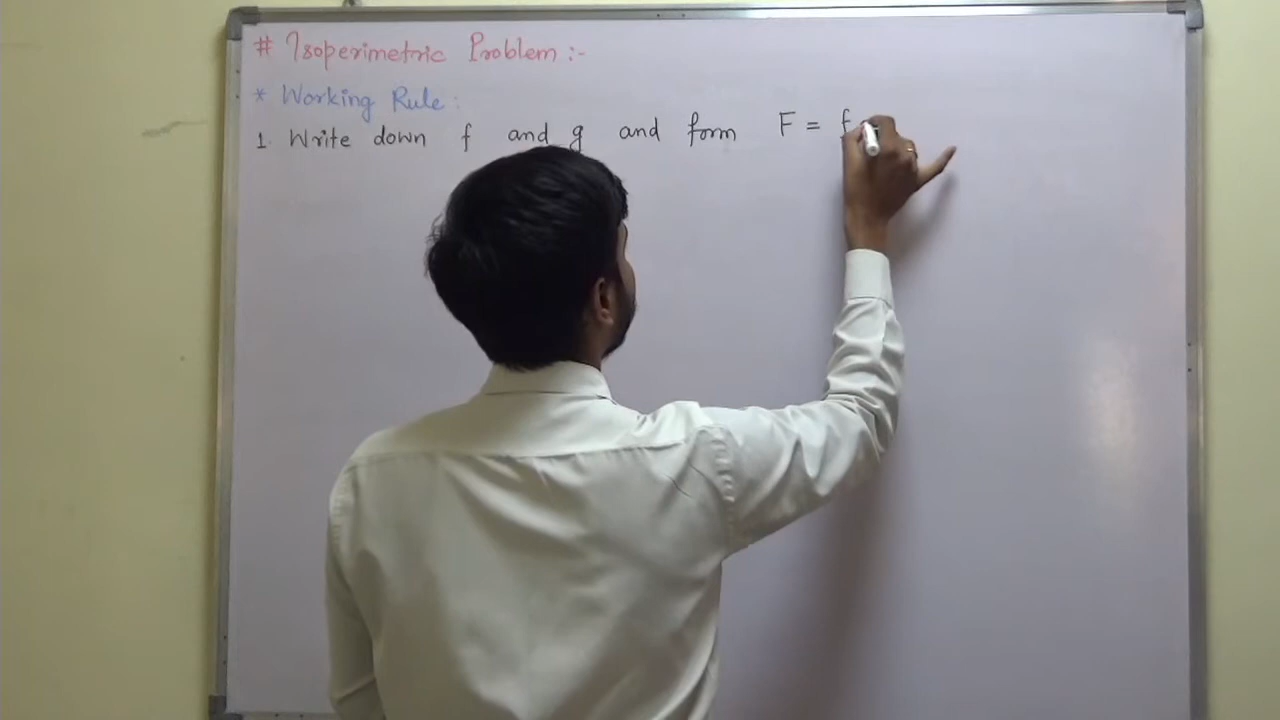 # Isoperimetric Problem :-
* Working Rule :
1. Write down f and g and form F = f